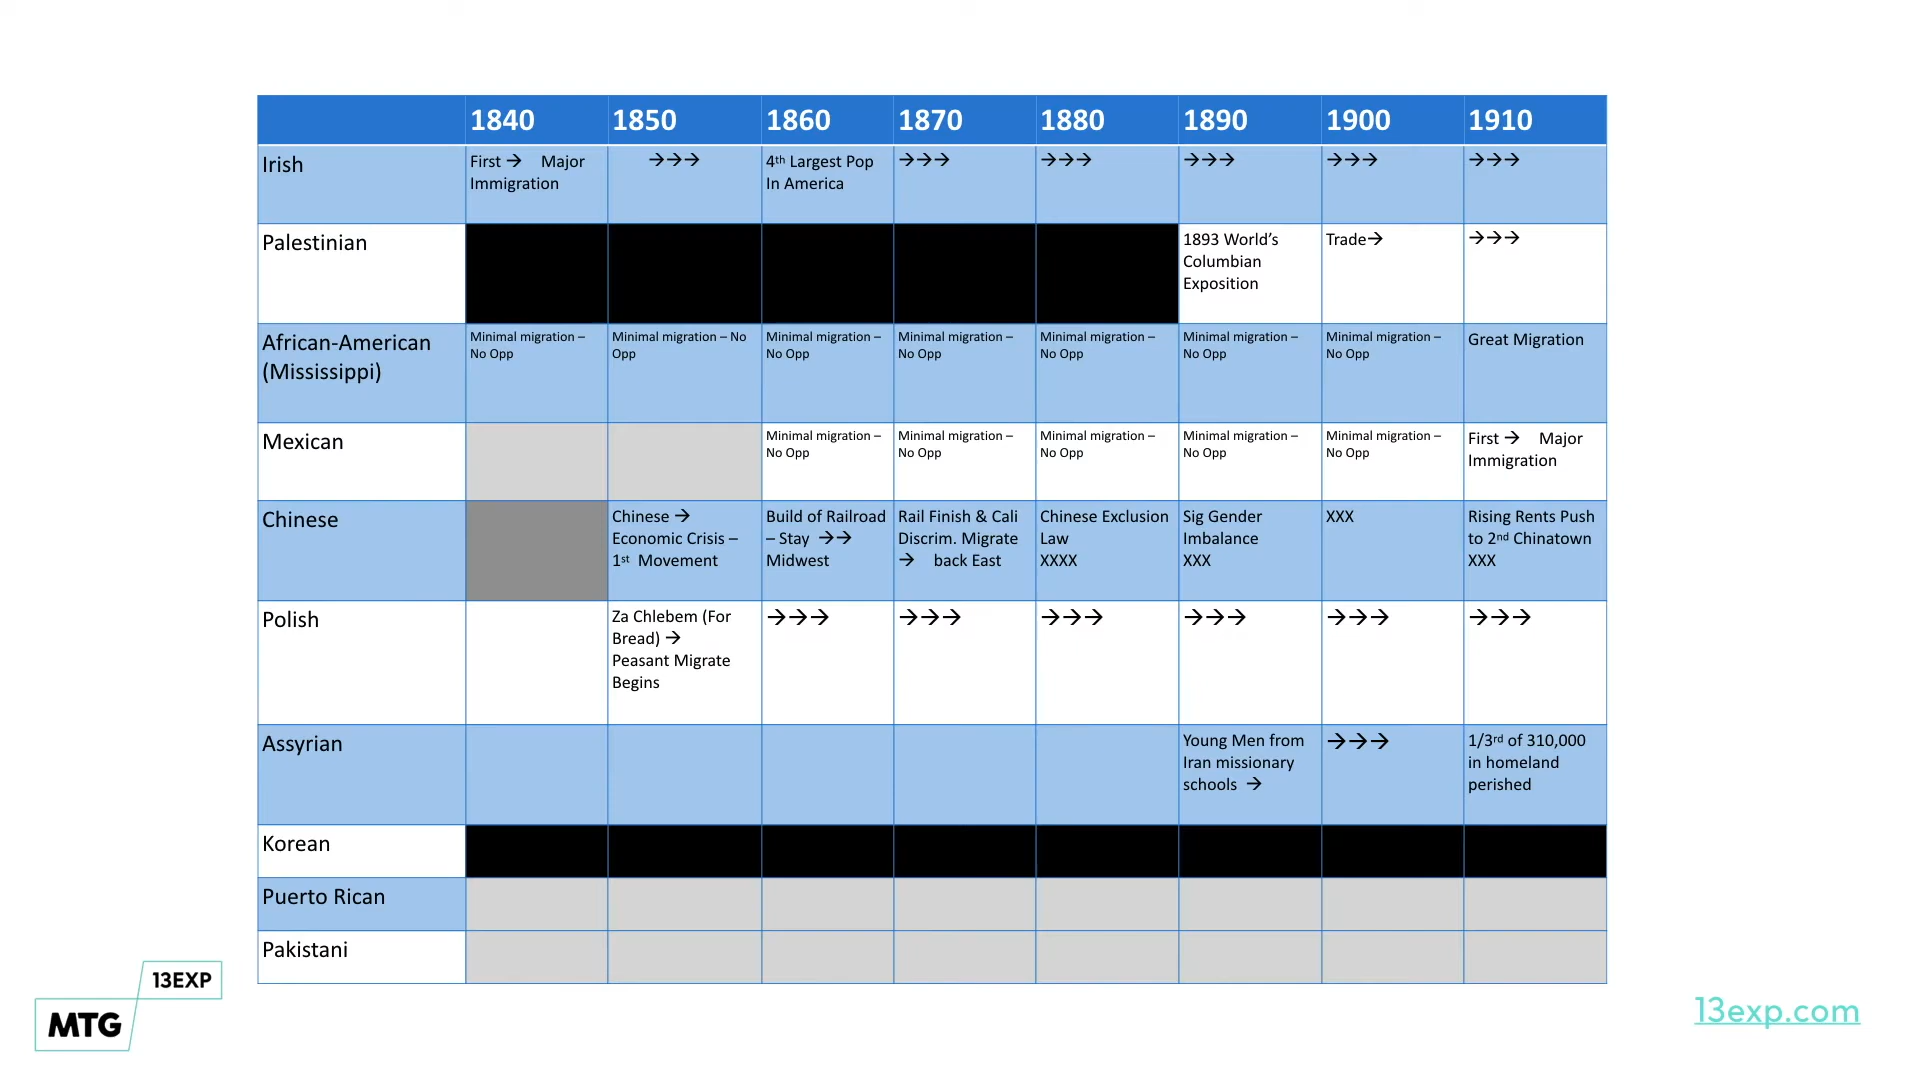 1840 1850 1860 1870 1880 1890 1900 1910
Irish
First → Major
Immigration
→→→
4th Largest Pop
In America
→→→
→→→
→→→
→→→
→→→
Palestinian
1893 World’s
Columbian
Exposition
Trade→
→→→
African-American
(Mississippi)
Minimal migration –
No Opp
Minimal migration – No
Opp
Minimal migration –
No Opp
Minimal migration –
No Opp
Minimal migration –
No Opp
Minimal migration –
No Opp
Minimal migration –
No Opp
Great Migration
Mexican
Minimal migration –
No Opp
Minimal migration –
No Opp
Minimal migration –
No Opp
Minimal migration –
No Opp
Minimal migration –
No Opp
First → Major
Immigration
Chinese
Chinese →
Economic Crisis –
1st Movement
Build of Railroad
– Stay →→
Midwest
Rail Finish & Cali
Discrim. Migrate
→ back East
Chinese Exclusion
Law
XXXX
Sig Gender
Imbalance
XXX
XXX
Rising Rents Push
to 2nd Chinatown
XXX
Polish
Za Chlebem (For
Bread) →
Peasant Migrate
Begins
→→→
→→→
→→→
→→→
→→→
→→→
Assyrian
Young Men from
Iran missionary
schools →
→→→
1/3rd of 310,000
in homeland
perished
Korean
Puerto Rican
Pakistani
13EXP
MTG
13exp.com